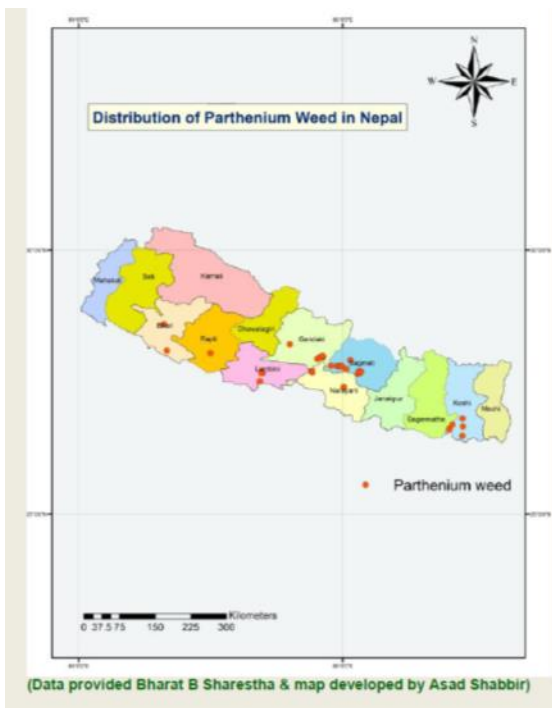 N
W E
S
Distribution of Parthenium Weed in Nepal
Mahakali
Seti
Karnali
Bheri
Rapti
Dhawalagiri
Gandaki
Lumbini
Bagmati
Narayani
Janakpur
Sagarmatha
Koshi
Mechi
Parthenium weed
Kilometers
0 37.5 75 150 225 300
(Data provided Bharat B Sharestha & map developed by Asad Shabbir)